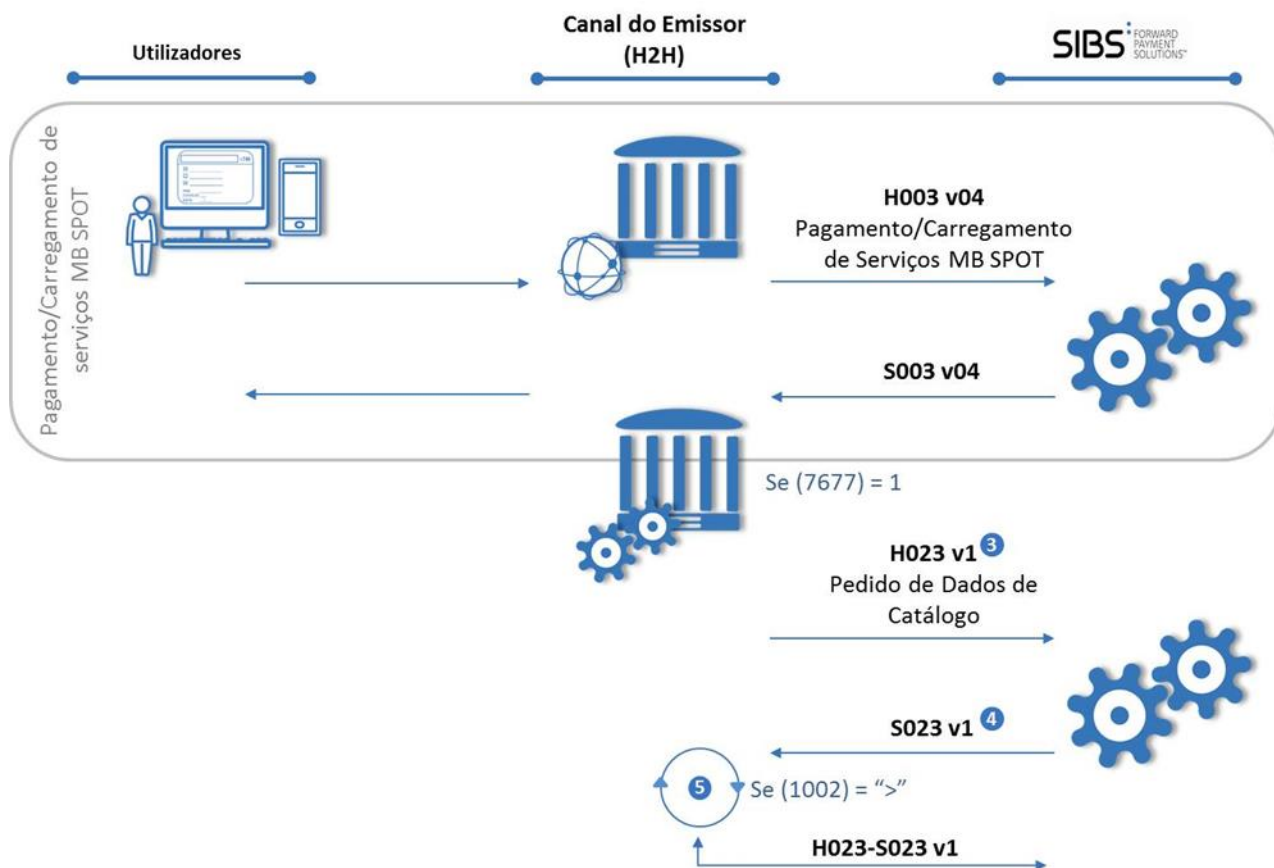 Utilizadores
Canal do Emissor
(H2H)
SIBS FORWARD
PAYMENT
SOLUTIONS
Pagamento/Carregamento de
serviços MB SPOT
H003 v04
Pagamento/Carregamento
de Serviços MB SPOT
S003 v04
Se (7677) = 1
H023 v1 3
Pedido de Dados de
Catálogo
S023 v1 4
5
Se (1002) = “>”
H023-S023 v1